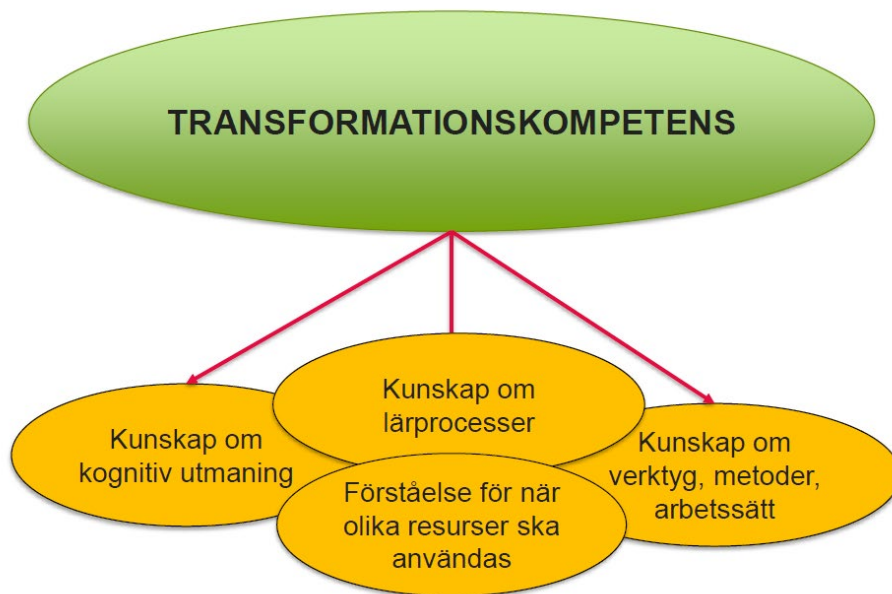 TRANSFORMATIONSKOMPETENS
Kunskap om
kognitiv utmaning
Kunskap om
lärprocesser
Förståelse för när
olika resurser ska
användas
Kunskap om
verktyg, metoder,
arbetssätt